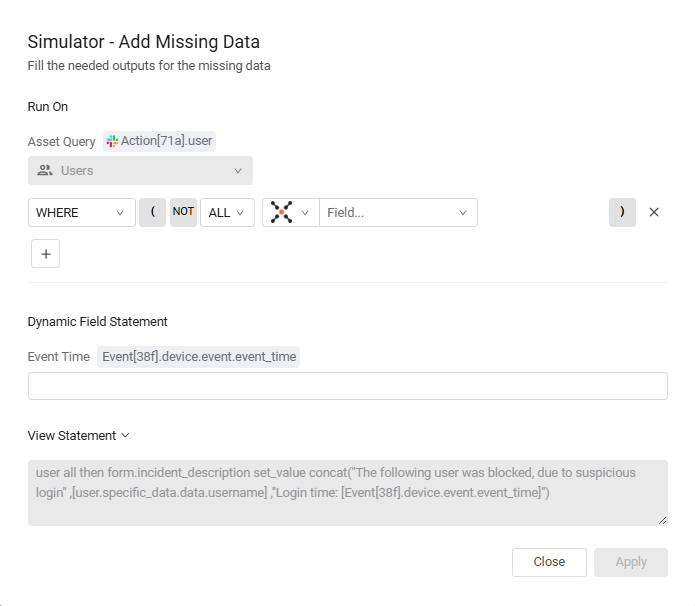 Simulator - Add Missing Data
Fill the needed outputs for the missing data
Run On
Asset Query Action[71a].user
Users
WHERE ( NOT ALL Field... )
Dynamic Field Statement
Event Time Event[38f].device.event.event_time
View Statement
user all then form.incident_description set_value concat("The following user was blocked, due to suspicious
login" ,[user.specific_data.data.username] ,"Login time: [Event[38f].device.event.event_time]")
Close Apply